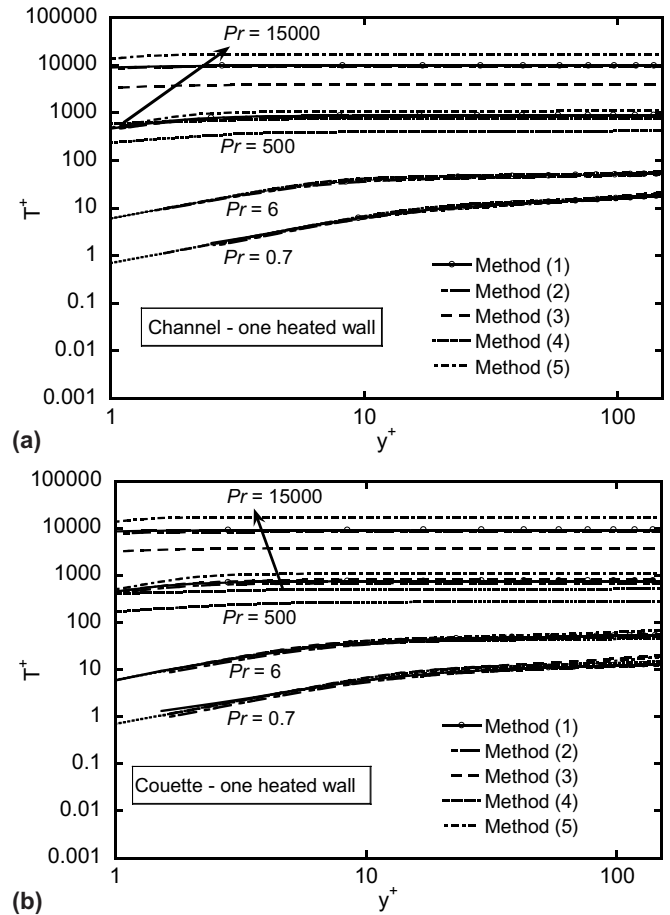 100000
Pr = 15000
10000
1000
Pr = 500
100
10
Pr = 6
1
Pr = 0.7
T+
Method (1)
0.1
Method (2)
Channel - one heated wall
Method (3)
0.01
Method (4)
Method (5)
0.001
1
10
100
y+
(a)
100000
Pr = 15000
10000
1000
Pr = 500
100
10
Pr = 6
1
Pr = 0.7
T+
Method (1)
0.1
Method (2)
Couette - one heated wall
Method (3)
0.01
Method (4)
Method (5)
0.001
1
10
100
y+
(b)